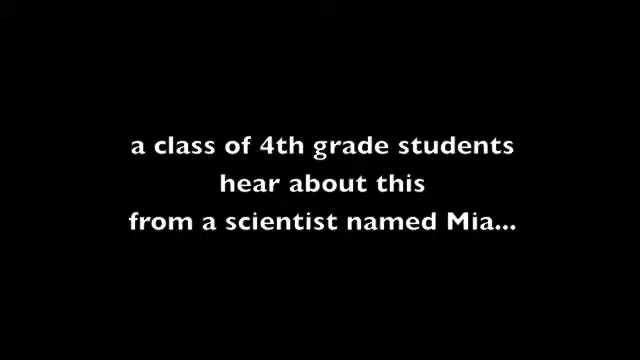 a class of 4th grade students
hear about this
from a scientist named Mia...